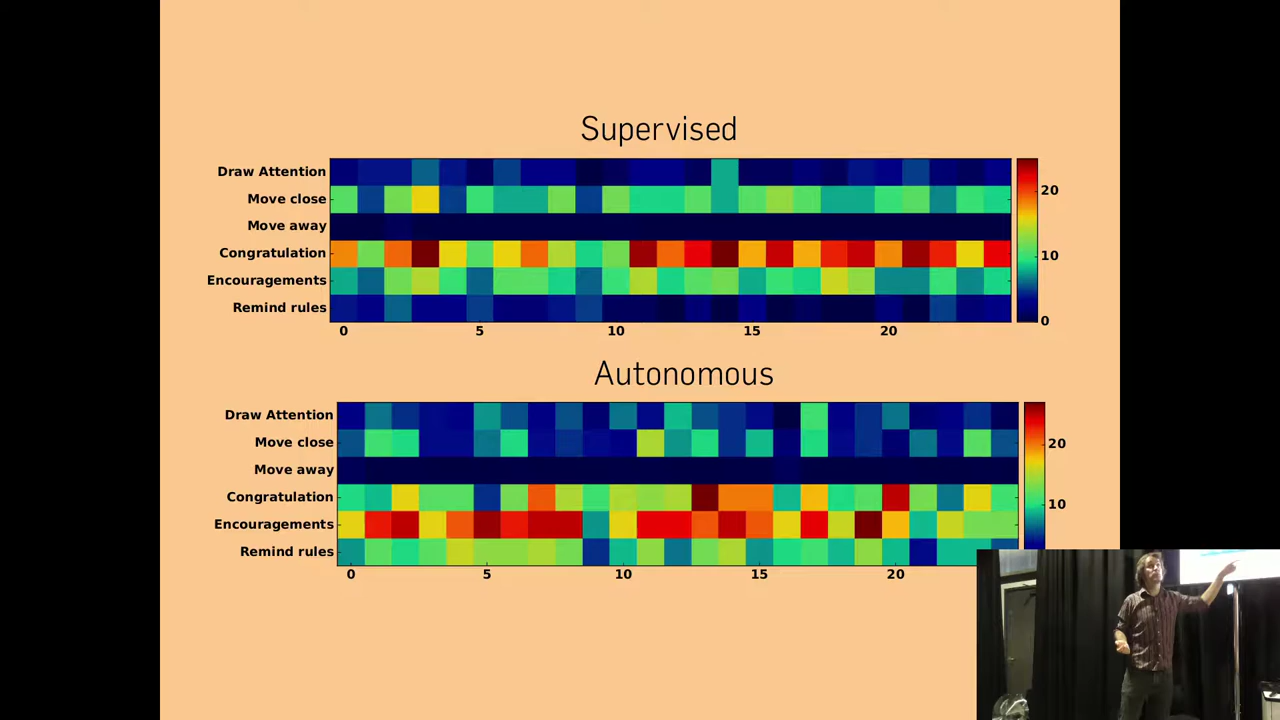 Supervised
Draw Attention
Move close
Move away
Congratulation
Encouragements
Remind rules
20
10
0
0 5 10 15 20
Autonomous
Draw Attention
Move close
Move away
Congratulation
Encouragements
Remind rules
20
10
0 5 10 15 20